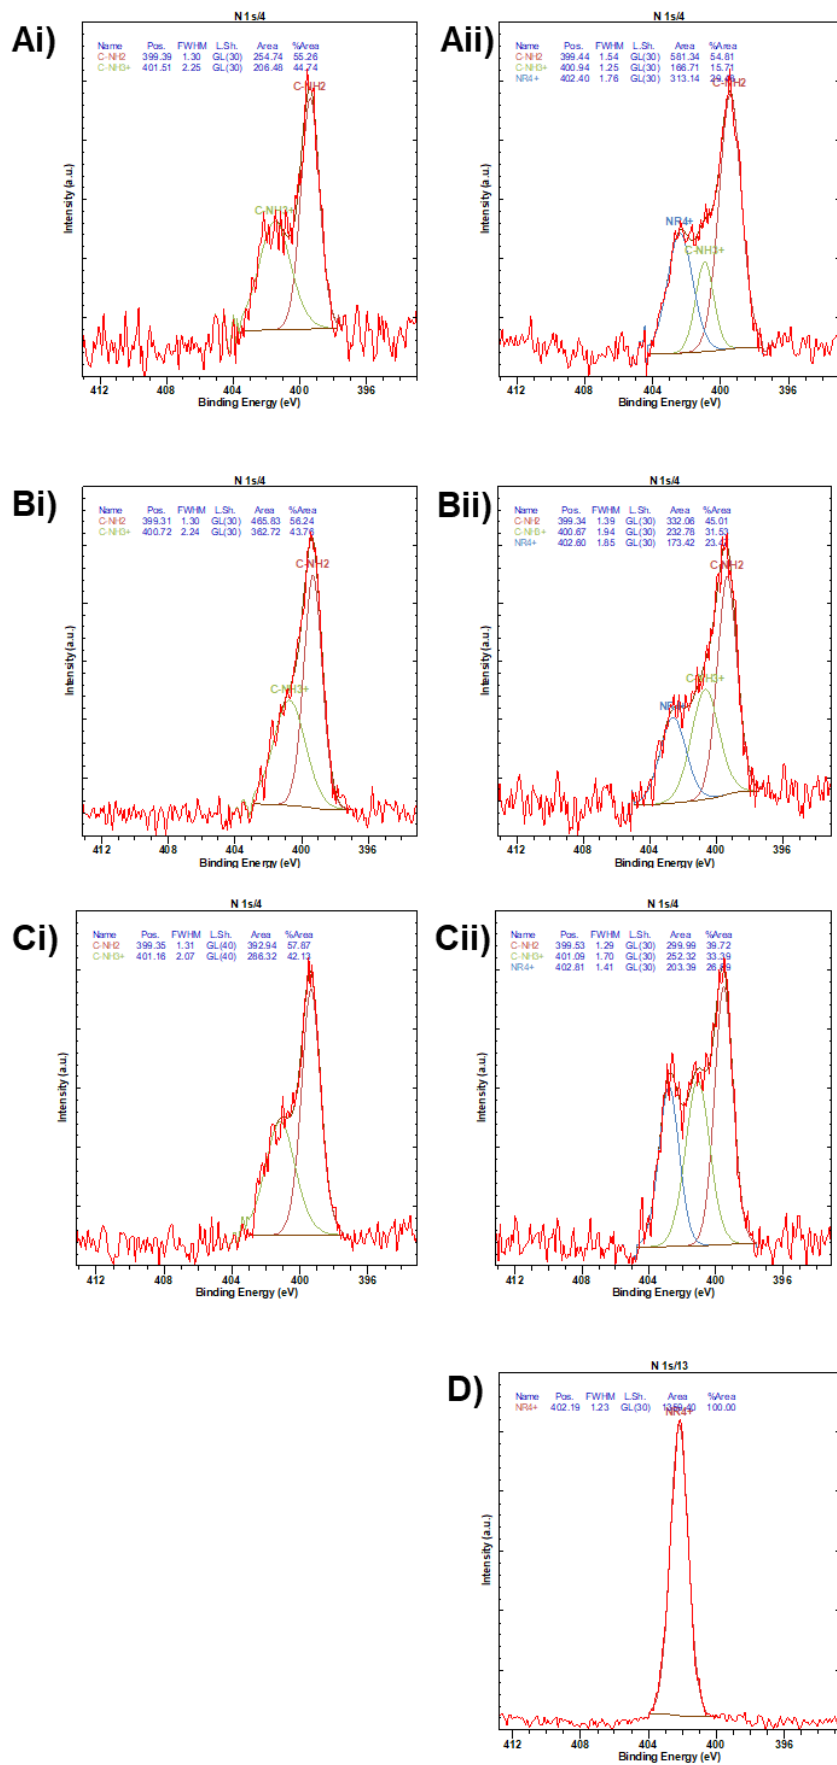 Ai)
N 1s/4
Name Pos. FWHM L.Sh. Area %Area
C-NH2 399.39 1.30 GL(30) 254.74 55.26
C-NH3+ 401.51 2.25 GL(30) 206.48 44.74
C-NH2
C-NH3+
Intensity (a.u.)
412 408 404 400 396
Binding Energy (eV)
Aii)
N 1s/4
Name Pos. FWHM L.Sh. Area %Area
C-NH2 399.44 1.54 GL(30) 581.34 54.81
C-NH3+ 400.94 1.25 GL(30) 166.71 15.71
NR4+ 402.40 1.76 GL(30) 313.14
C-NH2
NR4+
C-NH3+
Intensity (a.u.)
412 408 404 400 396
Binding Energy (eV)
Bi)
N 1s/4
Name Pos. FWHM L.Sh. Area %Area
C-NH2 399.31 1.30 GL(30) 465.83 56.24
C-NH3+ 400.72 2.24 GL(30) 362.72 43.76
C-NH2
C-NH3+
Intensity (a.u.)
412 408 404 400 396
Binding Energy (eV)
Bii)
N 1s/4
Name Pos. FWHM L.Sh. Area %Area
C-NH2 399.34 1.39 GL(30) 332.06 45.01
C-NH3+ 400.67 1.94 GL(30) 232.78 31.53
NR4+ 402.60 1.85 GL(30) 173.42
C-NH2
C-NH3+
NR4+
Intensity (a.u.)
412 408 404 400 396
Binding Energy (eV)
Ci)
N 1s/4
Name Pos. FWHM L.Sh. Area %Area
C-NH2 399.35 1.31 GL(40) 392.94 57.87
C-NH3+ 401.16 2.07 GL(40) 286.32 42.13
Intensity (a.u.)
412 408 404 400 396
Binding Energy (eV)
Cii)
N 1s/4
Name Pos. FWHM L.Sh. Area %Area
C-NH2 399.53 1.29 GL(30) 299.99 39.72
C-NH3+ 401.09 1.70 GL(30) 252.32 33.39
NR4+ 402.81 1.41 GL(30) 203.39
Intensity (a.u.)
412 408 404 400 396
Binding Energy (eV)
D)
N 1s/13
Name Pos. FWHM L.Sh. Area %Area
NR4+ 402.19 1.23 GL(30) 100.00
NR4+
Intensity (a.u.)
412 408 404 400 396
Binding Energy (eV)